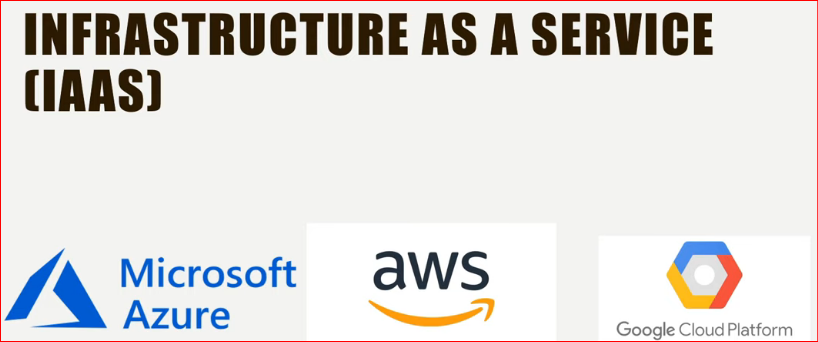 INFRASTRUCTURE AS A SERVICE
(IAAS)
Microsoft
Azure
aws
Google Cloud Platform